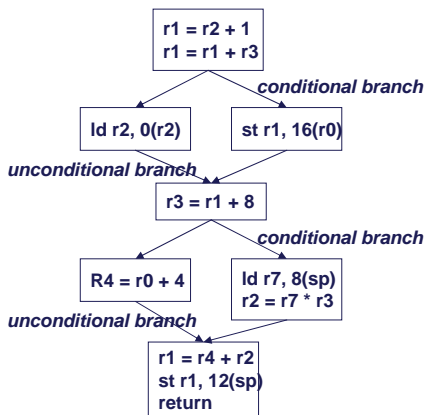 r1 = r2 + 1
r1 = r1 + r3
conditional branch
ld r2, 0(r2)
st r1, 16(r0)
unconditional branch
r3 = r1 + 8
conditional branch
R4 = r0 + 4
ld r7, 8(sp)
r2 = r7 * r3
unconditional branch
r1 = r4 + r2
st r1, 12(sp)
return